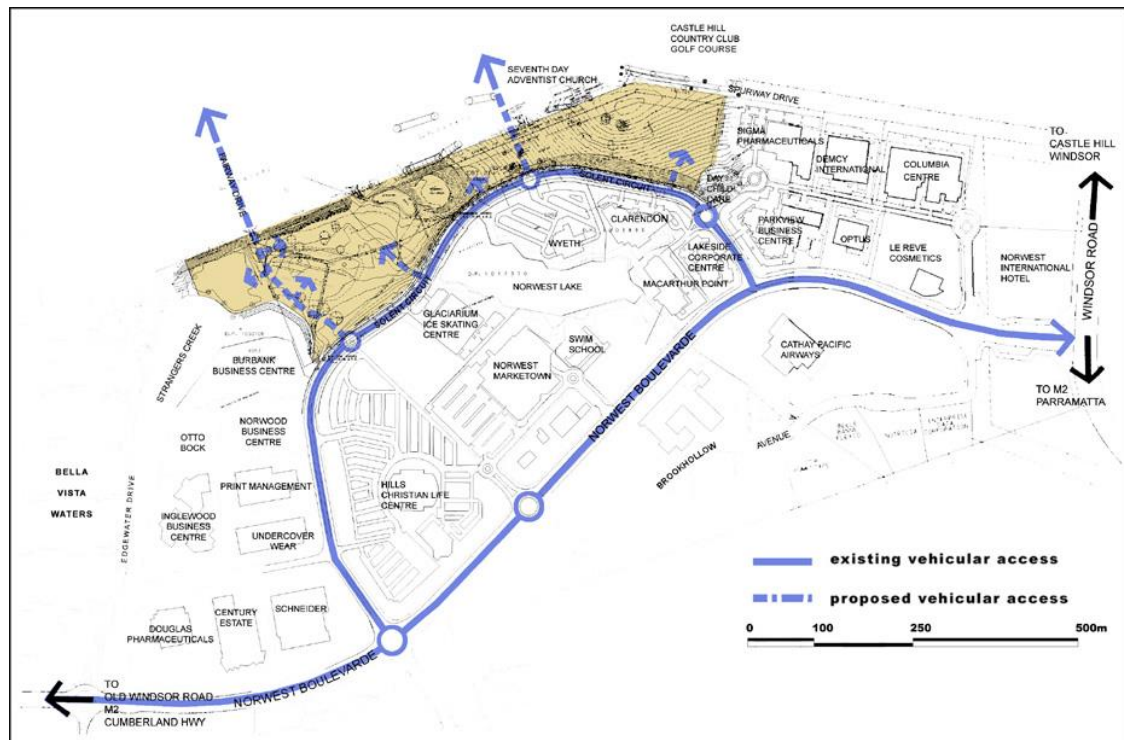 CASTLE HILL
COUNTRY CLUB
GOLF COURSE
SEVENTH DAY
ADVENTIST CHURCH
SPURWAY DRIVE
TO
CASTLE HILL
WINDSOR
SIGMA
PHARMACEUTICALS
DEMCY
INTERNATIONAL
COLUMBIA
CENTRE
FAIRWAY DRIVE
SOLENT CIRCUIT
DAY
CHILD
CARE
CLARENDON
WYETH
PARKVIEW
BUSINESS
CENTRE
OPTUS
LAKESIDE
CORPORATE
CENTRE
LE REVE
COSMETICS
NORWEST
INTERNATIONAL
HOTEL
WINDSOR ROAD
NORWEST LAKE
MACARTHUR POINT
SOLENT CIRCUIT
GLACIARIUM
ICE SKATING
CENTRE
STRANGERS CREEK
BURBANK
BUSINESS CENTRE
SWIM
SCHOOL
NORWEST
MARKETOWN
CATHAY PACIFIC
AIRWAYS
NORWEST BOULEVARDE
TO M2
PARRAMATTA
NORWOOD
BUSINESS
CENTRE
OTTO
BOCK
BROOKHOLLOW
AVENUE
BELLA
VISTA
WATERS
EDGEWATER DRIVE
PRINT MANAGEMENT
HILLS
CHRISTIAN LIFE
CENTRE
INGLEWOOD
BUSINESS
CENTRE
UNDERCOVER
WEAR
existing vehicular access
proposed vehicular access
0 100 250 500m
SCHNEIDER
CENTURY
ESTATE
DOUGLAS
PHARMACEUTICALS
NORWEST BOULEVARDE
TO
OLD WINDSOR ROAD
M2
CUMBERLAND HWY